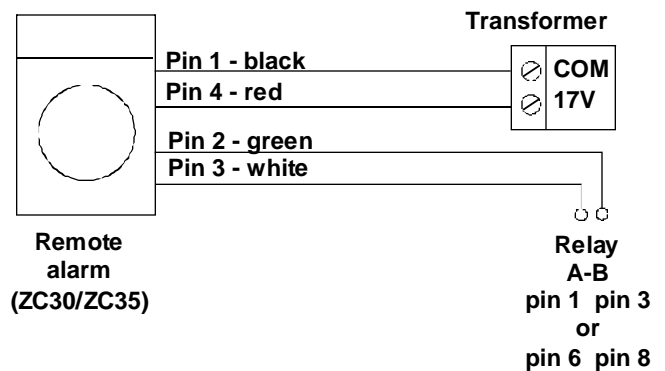 Transformer
Pin 1 - black
COM
Pin 4 - red
17V
Pin 2 - green
Pin 3 - white
Remote
alarm
(ZC30/ZC35)
Relay
A-B
pin 1 pin 3
or
pin 6 pin 8